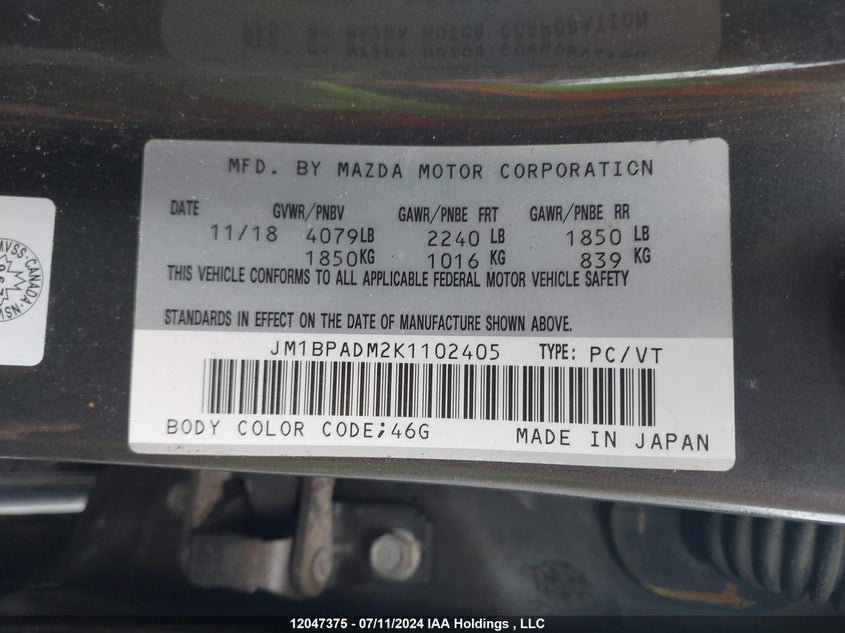 MFD. BY MAZDA MOTOR CORPORATION
DATE GVWR/PNBV GAWR/PNBE FRT GAWR/PNBE RR
11/18 4079LB 2240 LB 1850 LB
1850KG 1016 KG 839 KG
THIS VEHICLE CONFORMS TO ALL APPLICABLE FEDERAL MOTOR VEHICLE SAFETY
STANDARDS IN EFFECT ON THE DATE OF MANUFACTURE SHOWN ABOVE.
JM1BPADM2K1102405 TYPE: PC/VT
BODY COLOR CODE;46G MADE IN JAPAN
CANADA
12047375 - 07/11/2024 IAA Holdings , LLC